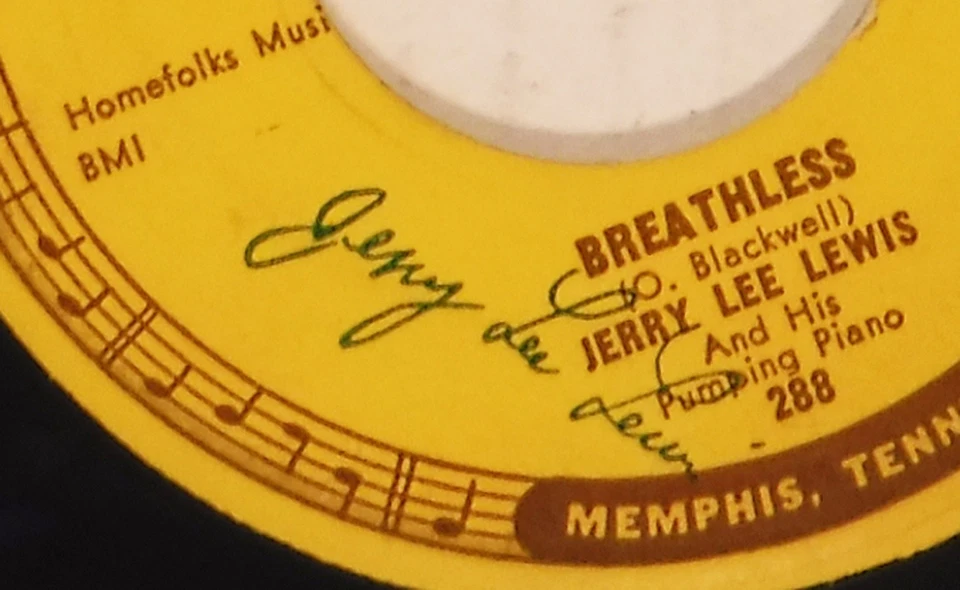 Homefolks Musi
BMI
BREATHLESS
(O. Blackwell)
JERRY LEE LEWIS
And His
Pumping Piano
288
Jerry
Lee
Lewis
MEMPHIS, TENN